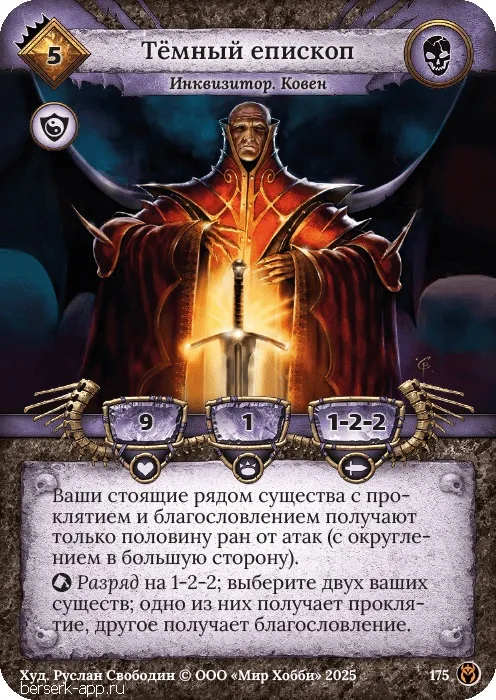 5
Тёмный епископ
Инквизитор. Ковен
9
1
1-2-2
Ваши стоящие рядом существа с про-
клятием и благословлением получают
только половину ран от атак (с округле-
нием в большую сторону).
Разряд на 1-2-2; выберите двух ваших
существ; одно из них получает прокля-
тие, другое получает благословление.
Худ. Руслан Свободин © ООО «Мир Хобби» 2025
175
berserk-app.ru